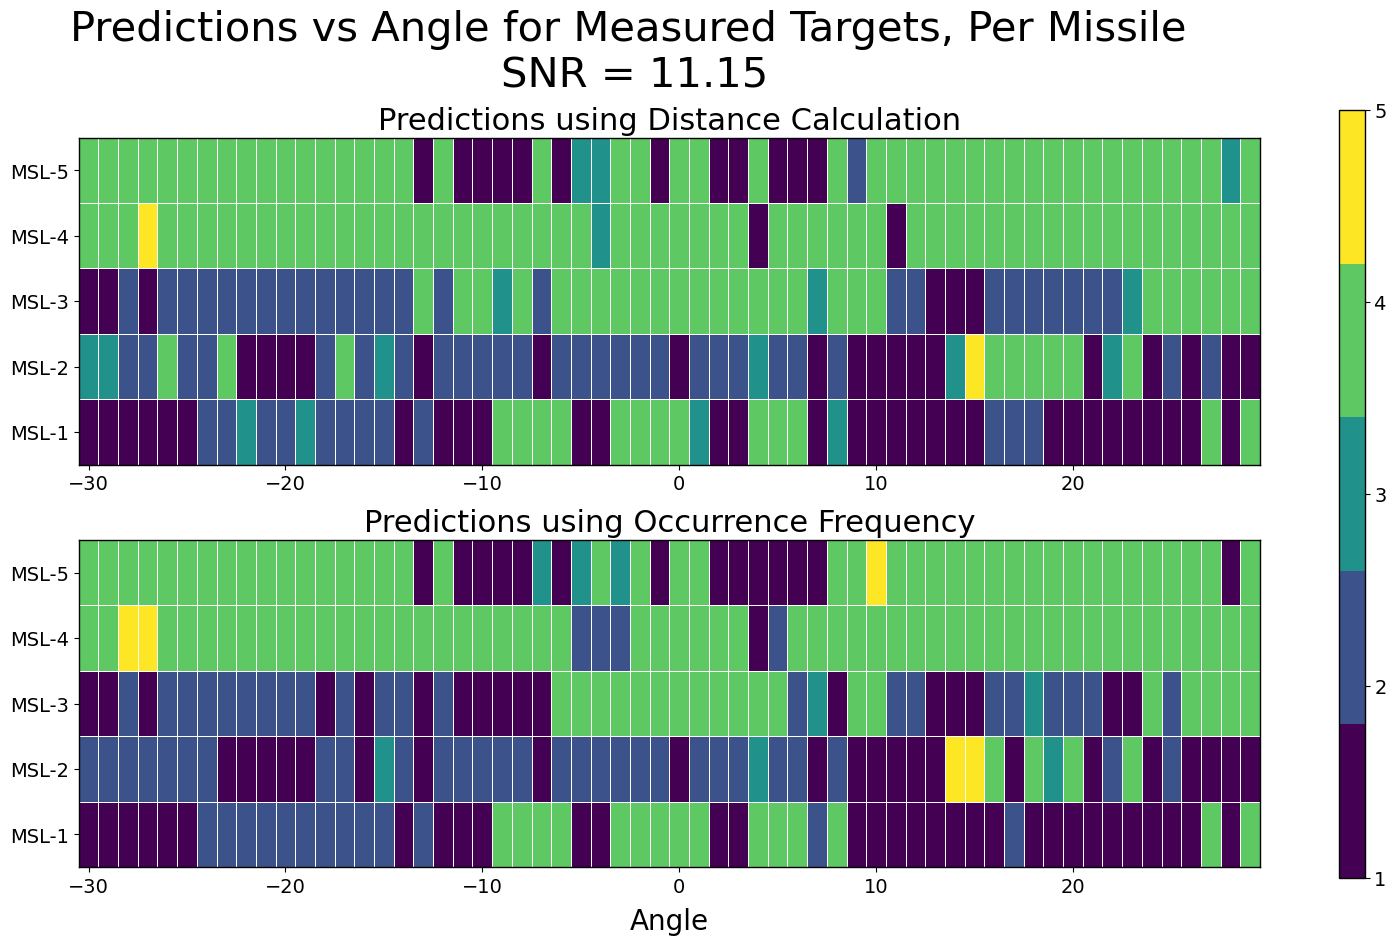 Predictions vs Angle for Measured Targets, Per Missile
SNR = 11.15
Predictions using Distance Calculation
MSL-5
MSL-4
MSL-3
MSL-2
MSL-1
−30 −20 −10 0 10 20
Predictions using Occurrence Frequency
MSL-5
MSL-4
MSL-3
MSL-2
MSL-1
−30 −20 −10 0 10 20
Angle
5
4
3
2
1